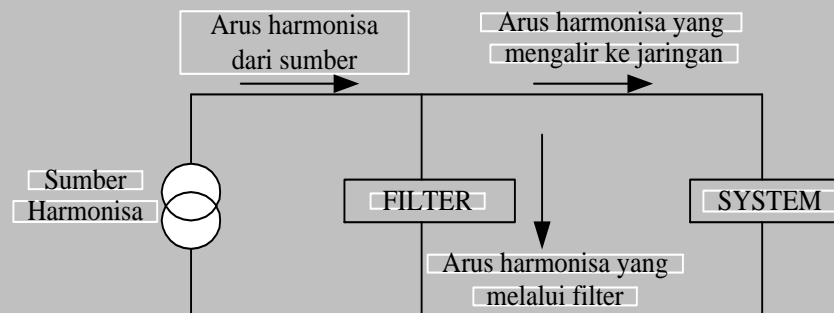 Arus harmonisa
dari sumber
Arus harmonisa yang
mengalir ke jaringan
Sumber
Harmonisa
FILTER
SYSTEM
Arus harmonisa yang
melalui filter